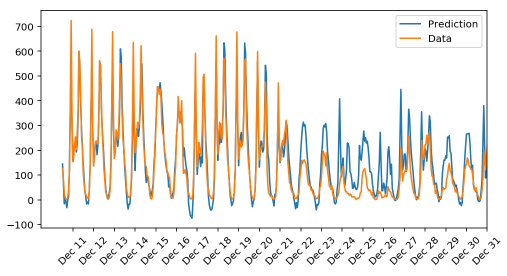 700
600
500
400
300
200
100
0
−100
Prediction
Data
Dec 11
Dec 12
Dec 13
Dec 14
Dec 15
Dec 16
Dec 17
Dec 18
Dec 19
Dec 20
Dec 21
Dec 22
Dec 23
Dec 24
Dec 25
Dec 26
Dec 27
Dec 28
Dec 29
Dec 30
Dec 31